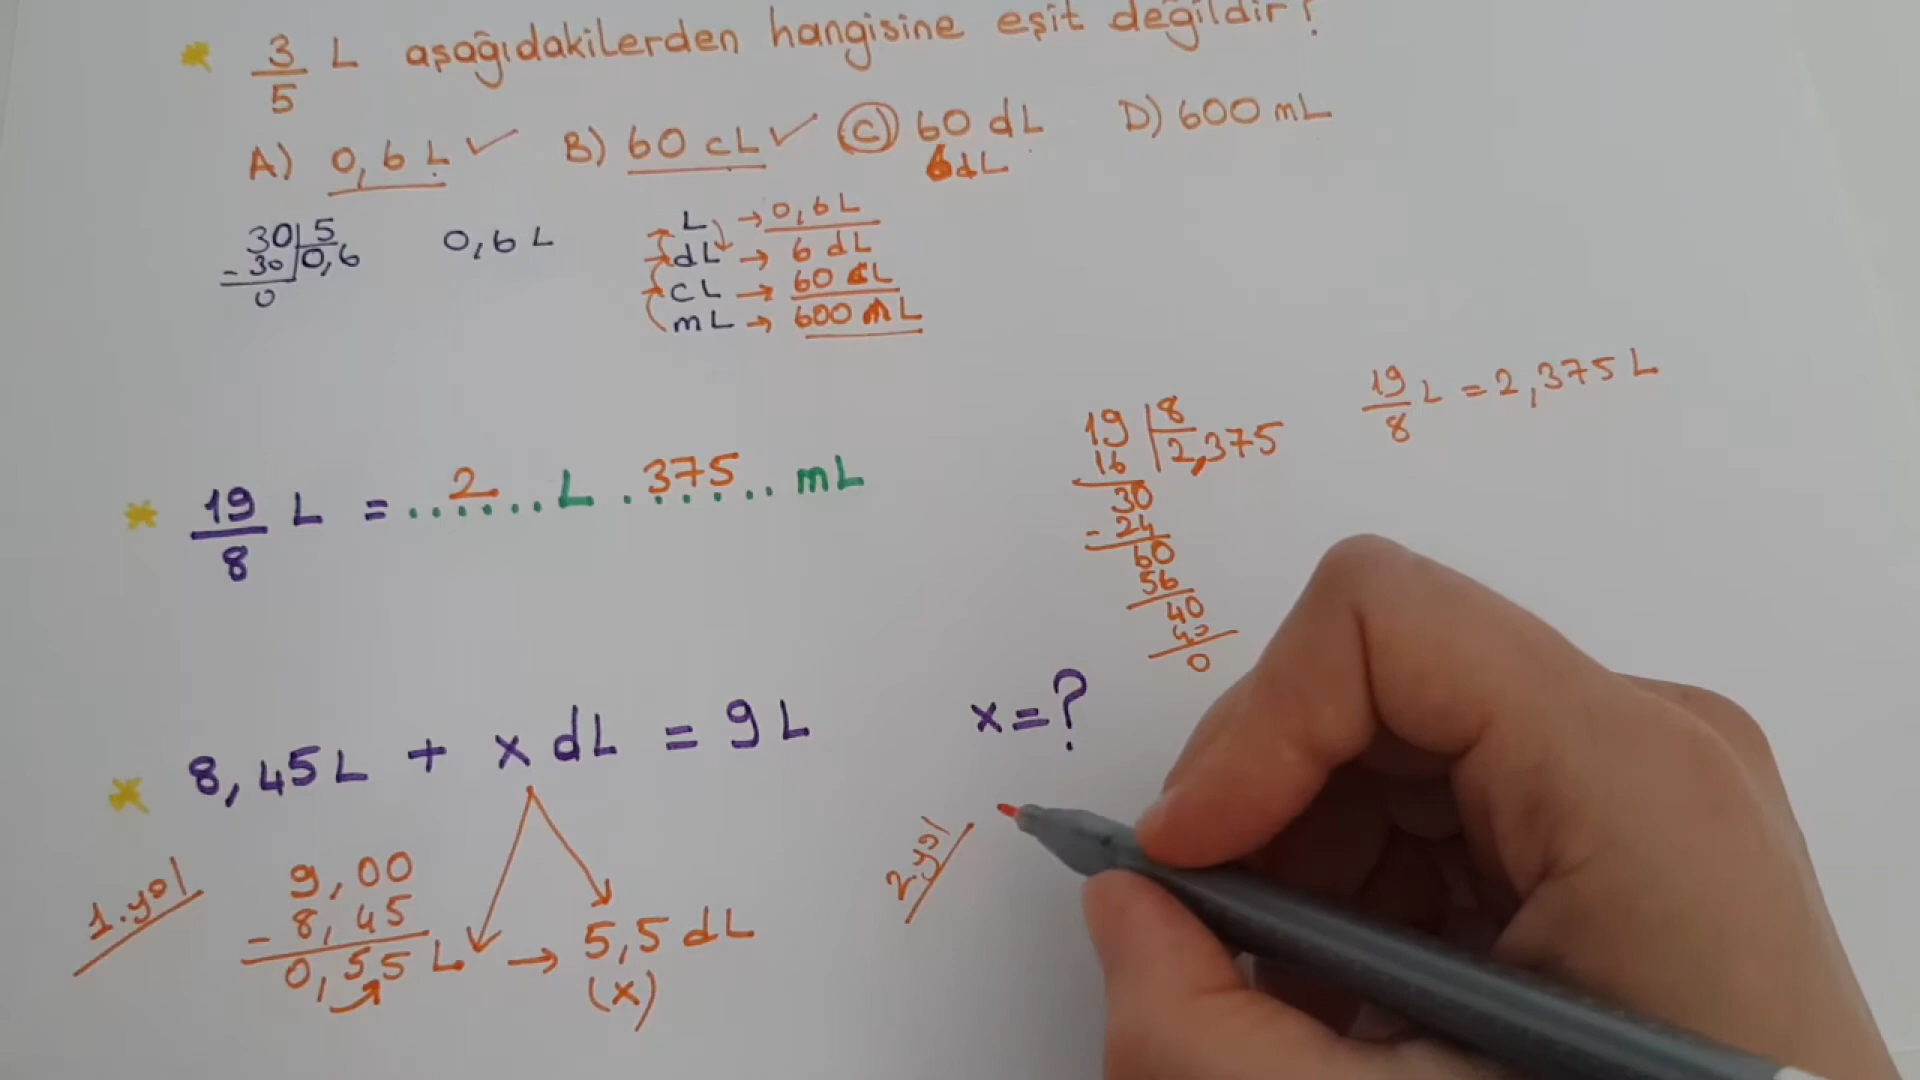 3/5 L aşağıdakilerden hangisine eşit değildir?
A) 0,6 L ✓ B) 60 cL ✓ C) 60 dL D) 600 mL
6 dL
30 | 5
- 30 | 0,6
0
0,6 L
L → 0,6 L
dL → 6 dL
cL → 60 cL
mL → 600 mL
19/8 L = ..2.. L .375.. mL
19 | 8
16 | 2,375
30
- 24
60
56
40
40
0
19/8 L = 2,375 L
8,45 L + x dL = 9 L x = ?
1. yol
9,00
- 8,45
0,55 L → 5,5 dL
(x)
2. yol